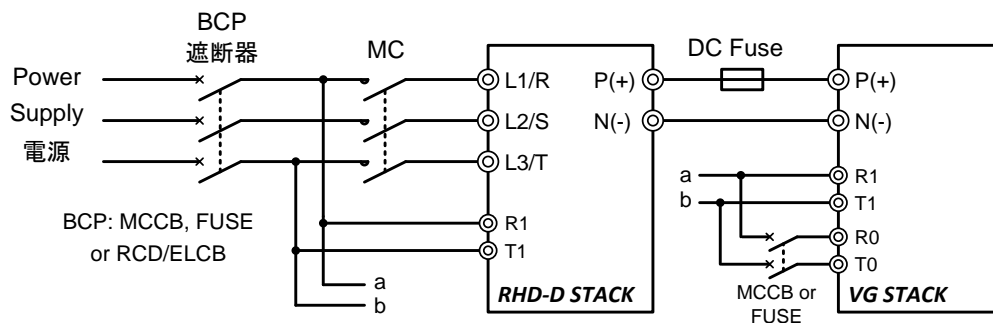 BCP
遮断器
MC
DC Fuse
Power
Supply
電源
L1/R
L2/S
L3/T
R1
T1
P(+)
N(-)
P(+)
N(-)
a
b
R1
T1
R0
T0
BCP: MCCB, FUSE
or RCD/ELCB
a
b
RHD-D STACK
MCCB or
FUSE
VG STACK